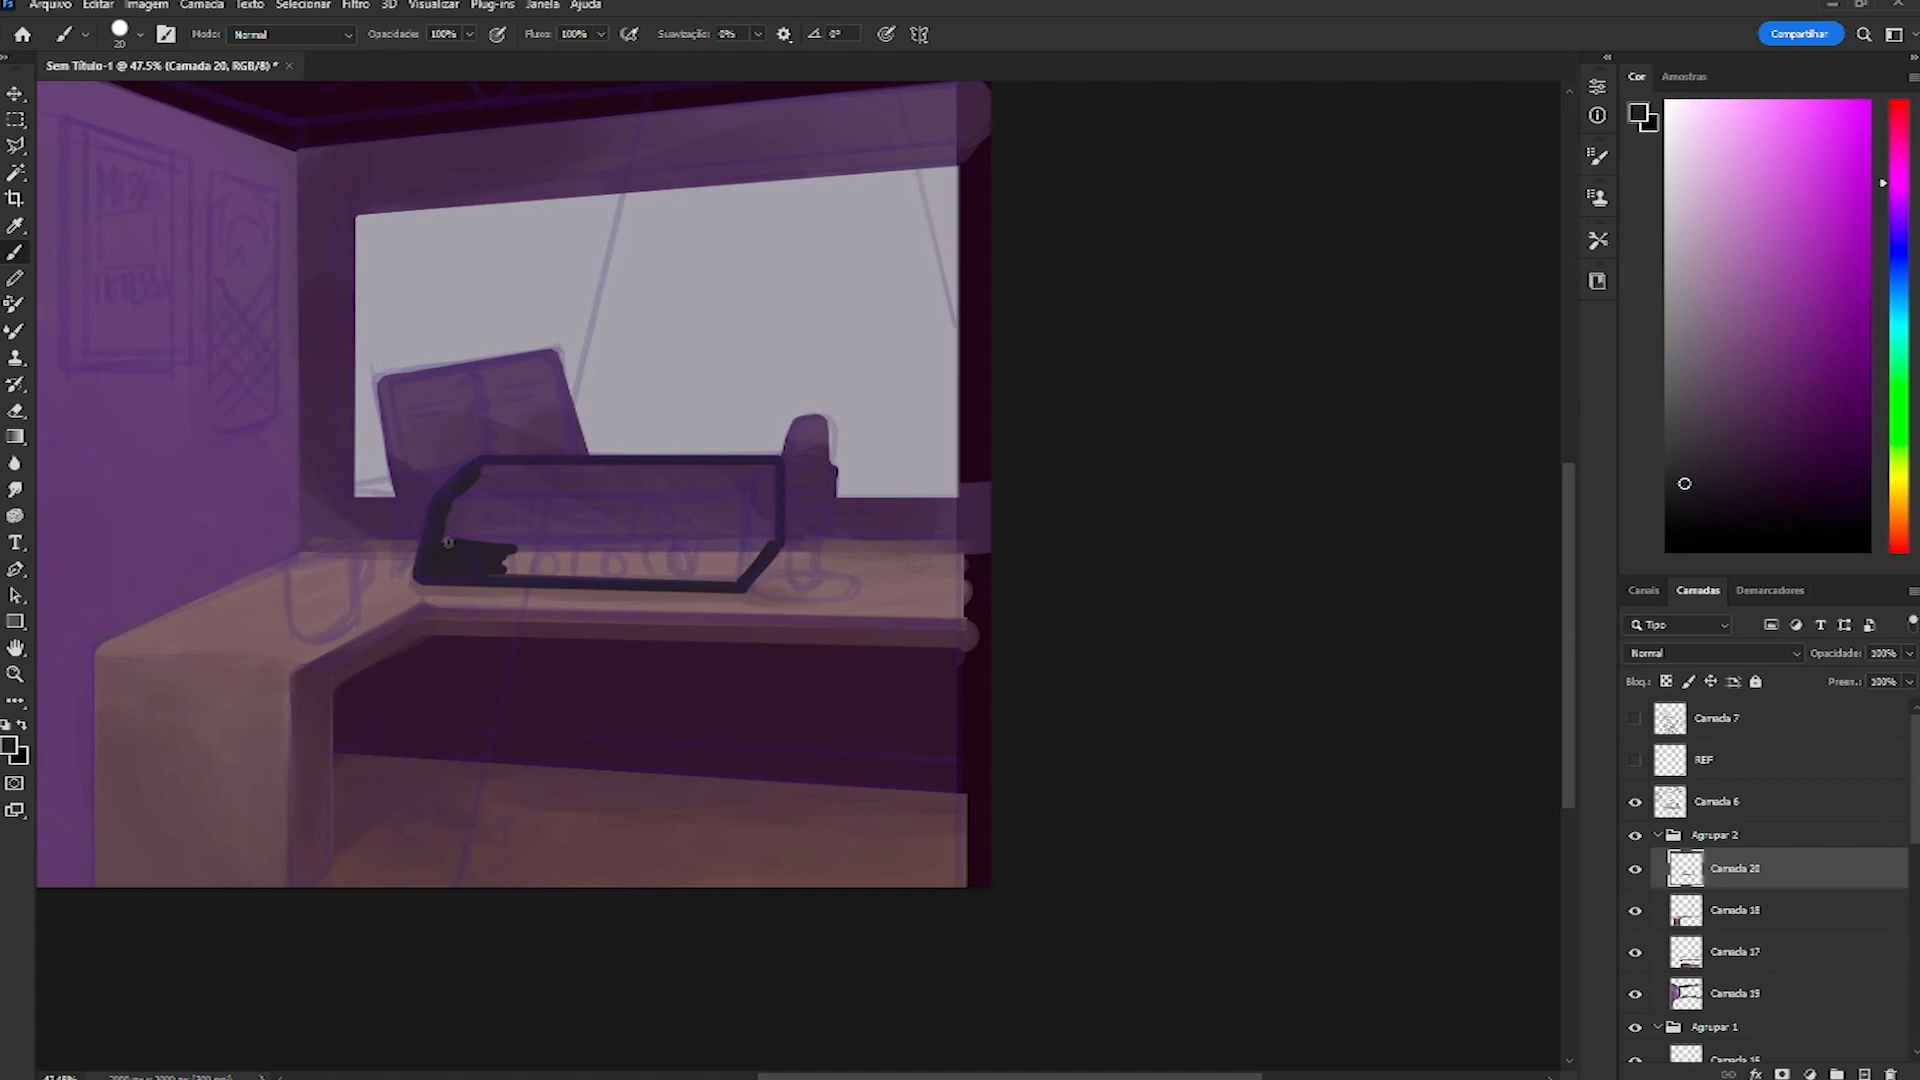 Ps Arquivo Editar Imagem Camada Texto Selecionar Filtro 3D Visualizar Plug-ins Janela Ajuda
20 Modo: Normal Opacidade: 100% Fluxo: 100% Suavização: 0% 0° Compartilhar
Sem Título-1 @ 47.5% (Camada 20, RGB/8) * ×
Cor Amostras
Canais Camadas Demarcadores
Tipo
Normal Opacidade: 100%
Bloq.: Preen.: 100%
Camada 7
REF
Camada 6
Agrupar 2
Camada 20
Camada 18
Camada 17
Camada 19
Agrupar 1